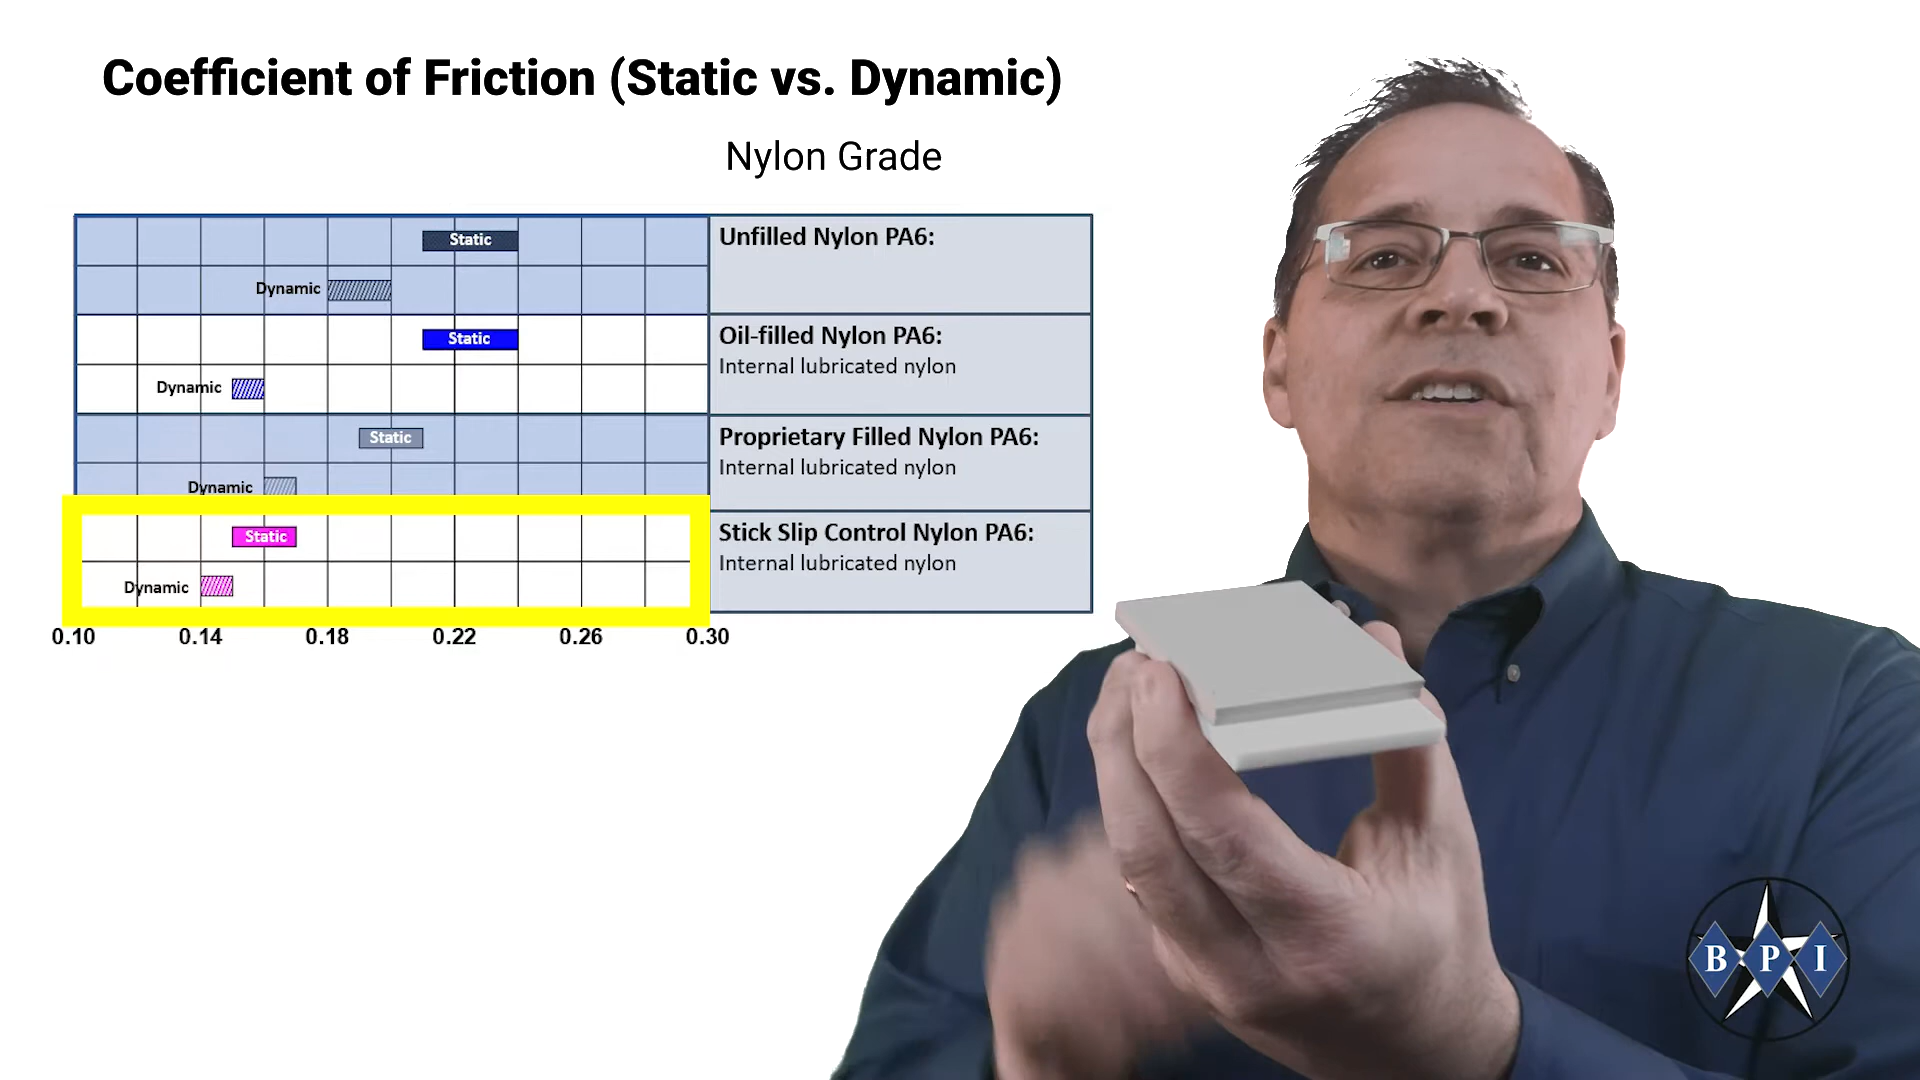 Coefficient of Friction (Static vs. Dynamic)
Nylon Grade
Static
Unfilled Nylon PA6:
Dynamic
Static
Oil-filled Nylon PA6:
Internal lubricated nylon
Dynamic
Static
Proprietary Filled Nylon PA6:
Internal lubricated nylon
Dynamic
Static
Stick Slip Control Nylon PA6:
Internal lubricated nylon
Dynamic
0.10 0.14 0.18 0.22 0.26 0.30
B P I